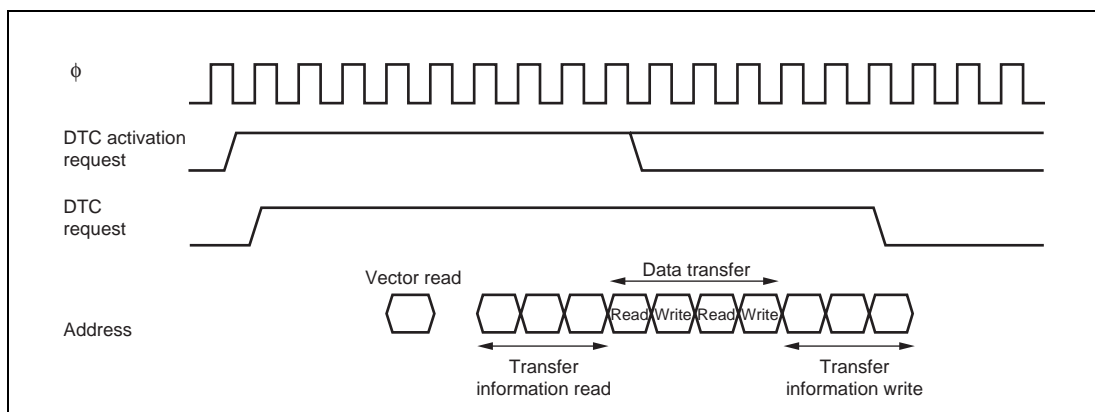 ϕ
DTC activation
request
DTC
request
Vector read
Data transfer
Address
Read Write Read Write
Transfer
information read
Transfer
information write